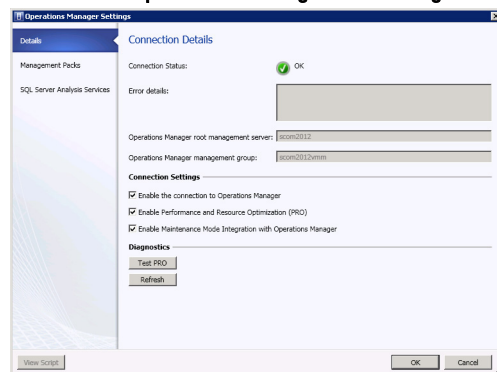 Operations Manager Settings
Details
Management Packs
SQL Server Analysis Services
Connection Details
Connection Status:
OK
Error details:
Operations Manager root management server:
scom2012
Operations Manager management group:
scom2012vmm
Connection Settings
Enable the connection to Operations Manager
Enable Performance and Resource Optimization (PRO)
Enable Maintenance Mode Integration with Operations Manager
Diagnostics
Test PRO
Refresh
View Script
OK
Cancel